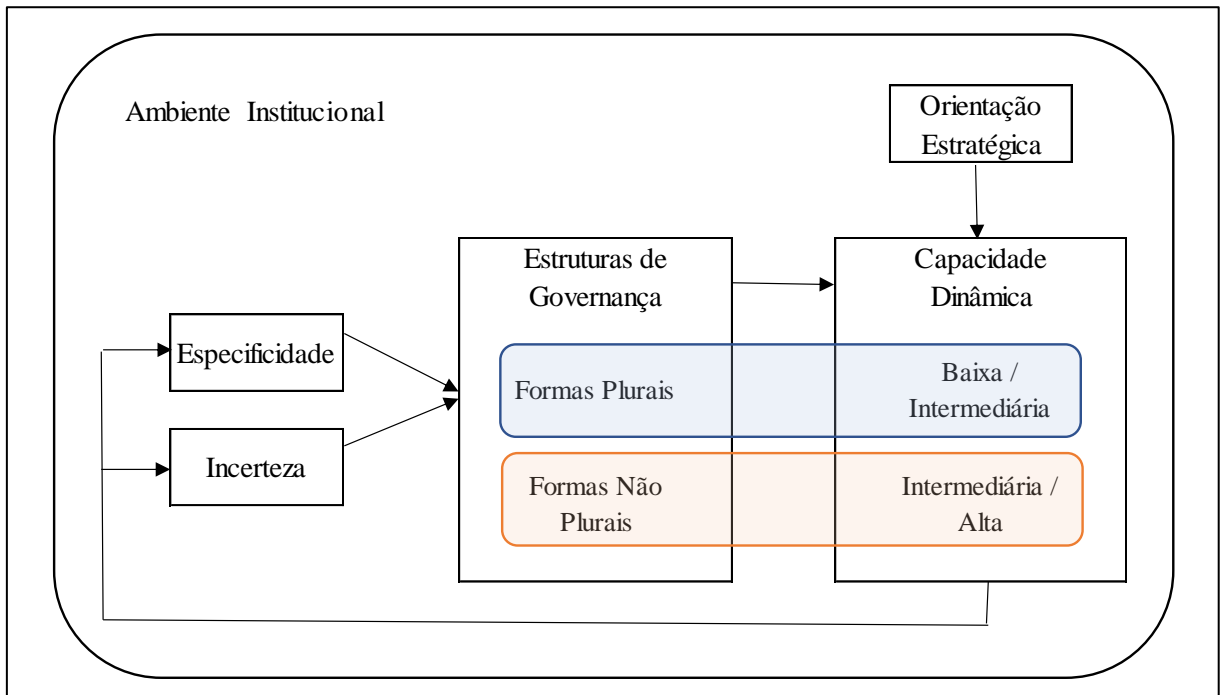 Ambiente Institucional
Orientação
Estratégica
Estruturas de
Governança
Capacidade
Dinâmica
Especificidade
Incerteza
Formas Plurais
Baixa /
Intermediária
Formas Não
Plurais
Intermediária /
Alta